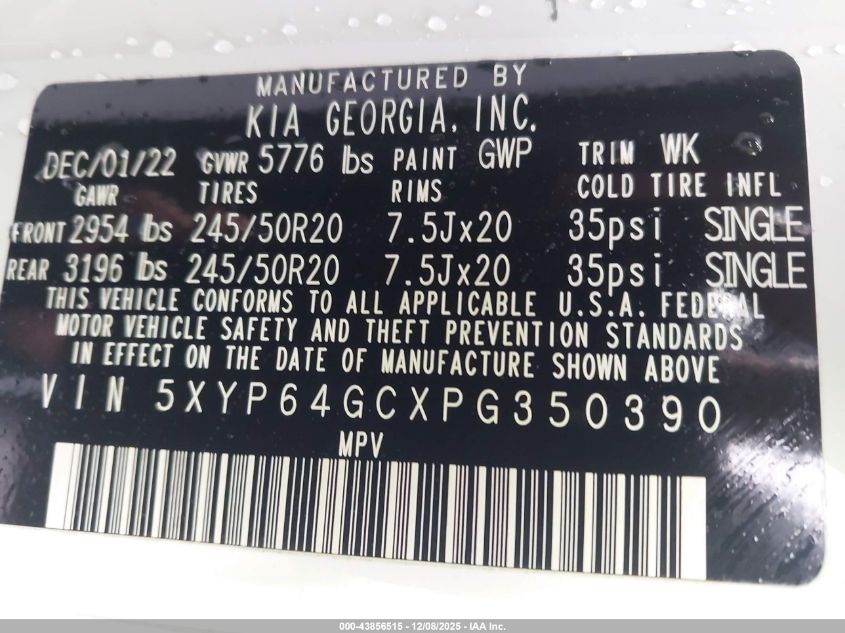 MANUFACTURED BY
KIA GEORGIA, INC.
DEC/01/22 GVWR 5776 lbs PAINT GWP TRIM WK
GAWR TIRES RIMS COLD TIRE INFL
FRONT 2954 lbs 245/50R20 7.5Jx20 35psi SINGLE
REAR 3196 lbs 245/50R20 7.5Jx20 35psi SINGLE
THIS VEHICLE CONFORMS TO ALL APPLICABLE U.S.A. FEDERAL
MOTOR VEHICLE SAFETY AND THEFT PREVENTION STANDARDS
IN EFFECT ON THE DATE OF MANUFACTURE SHOWN ABOVE
VIN 5XYP64GCXPG350390
MPV
000-43856515 - 12/08/2025 - IAA Inc.